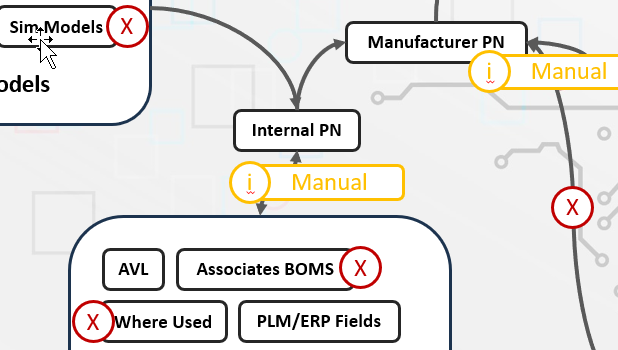 Sim Models
X
Manufacturer PN
i Manual
odels
Internal PN
i Manual
X
AVL
Associates BOMS
X
X
Where Used
PLM/ERP Fields